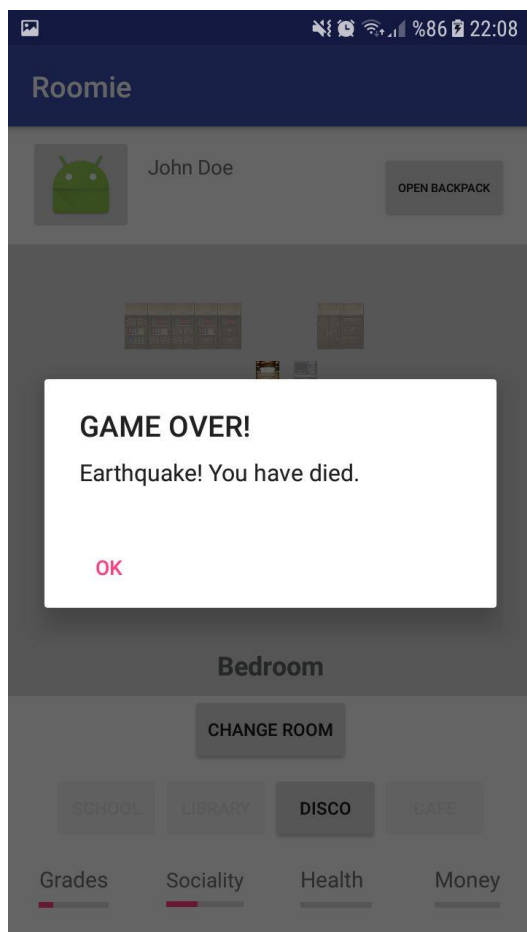 %86 22:08
Roomie
John Doe
OPEN BACKPACK
GAME OVER!
Earthquake! You have died.
OK
Bedroom
CHANGE ROOM
SCHOOL LIBRARY DISCO CAFE
Grades Sociality Health Money